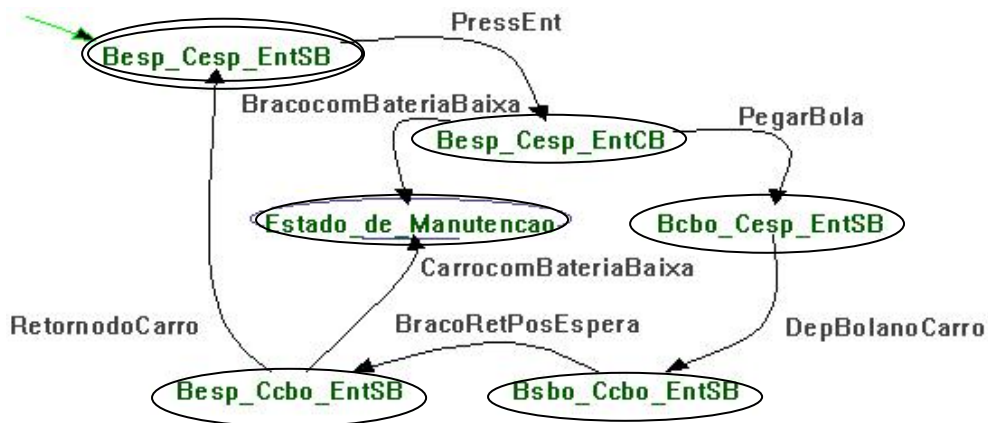 PressEnt
Besp_Cesp_EntSB
BracocomBateriaBaixa
PegarBola
Besp_Cesp_EntCB
Estado_de_Manutencao
Bcbo_Cesp_EntSB
CarrocomBateriaBaixa
RetornodoCarro
BracoRetPosEspera
DepBolanoCarro
Besp_Ccbo_EntSB
Bsbo_Ccbo_EntSB